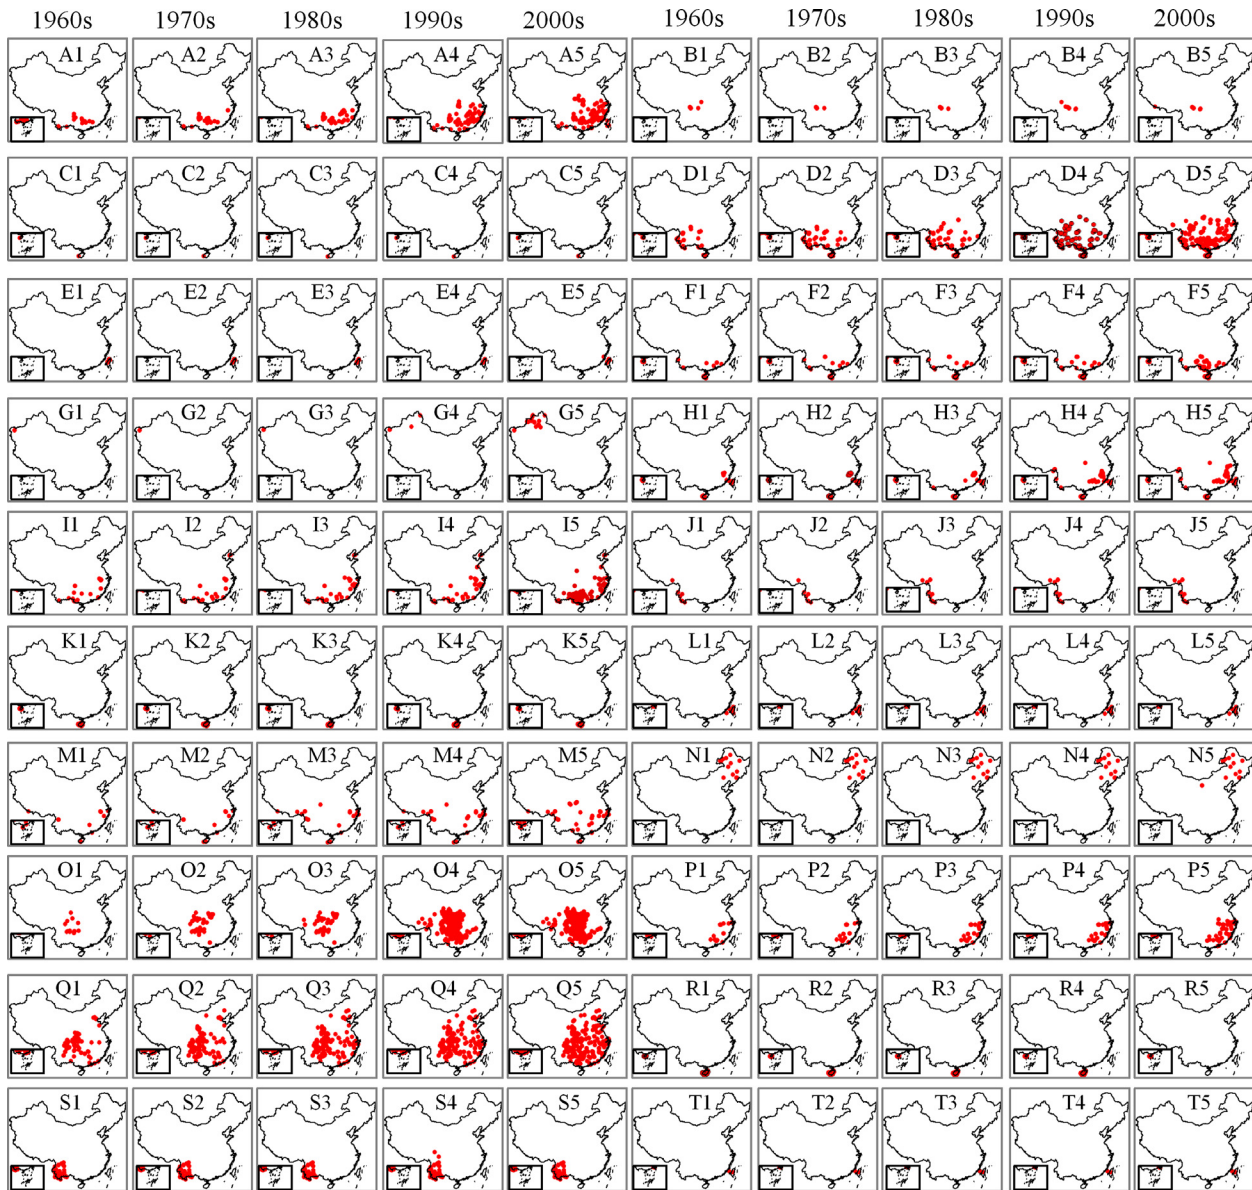 1960s 1970s 1980s 1990s 2000s 1960s 1970s 1980s 1990s 2000s
A1 A2 A3 A4 A5 B1 B2 B3 B4 B5
C1 C2 C3 C4 C5 D1 D2 D3 D4 D5
E1 E2 E3 E4 E5 F1 F2 F3 F4 F5
G1 G2 G3 G4 G5 H1 H2 H3 H4 H5
I1 I2 I3 I4 I5 J1 J2 J3 J4 J5
K1 K2 K3 K4 K5 L1 L2 L3 L4 L5
M1 M2 M3 M4 M5 N1 N2 N3 N4 N5
O1 O2 O3 O4 O5 P1 P2 P3 P4 P5
Q1 Q2 Q3 Q4 Q5 R1 R2 R3 R4 R5
S1 S2 S3 S4 S5 T1 T2 T3 T4 T5